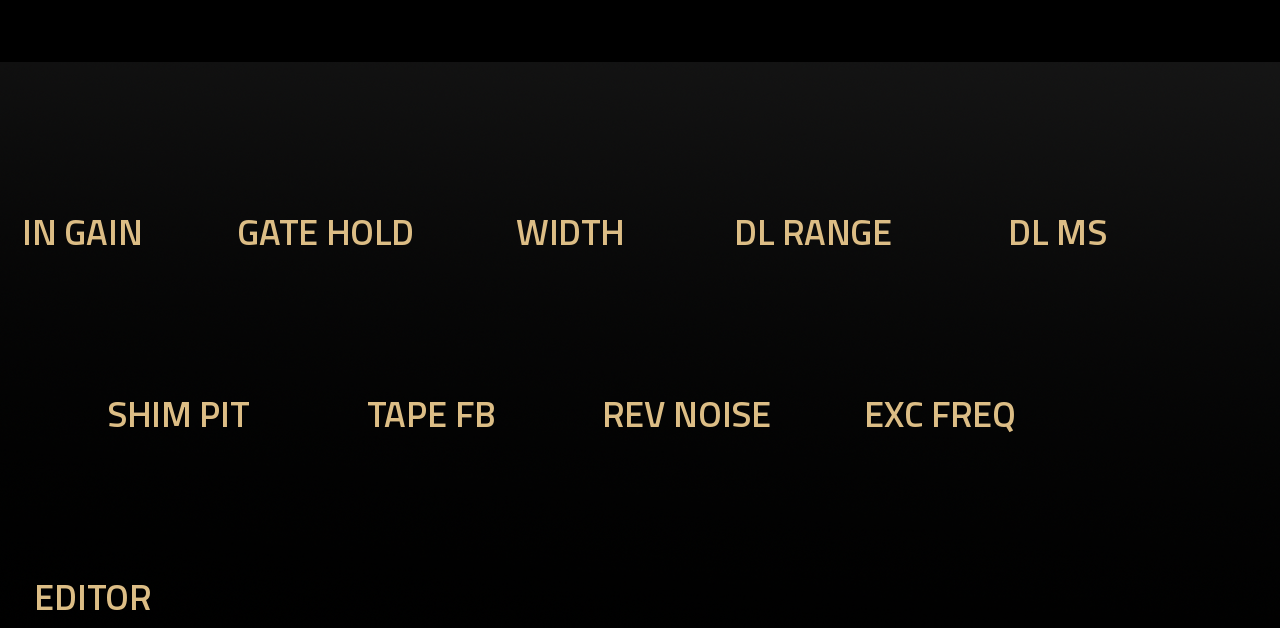 IN GAIN GATE HOLD WIDTH DL RANGE DL MS
SHIM PIT TAPE FB REV NOISE EXC FREQ
EDITOR